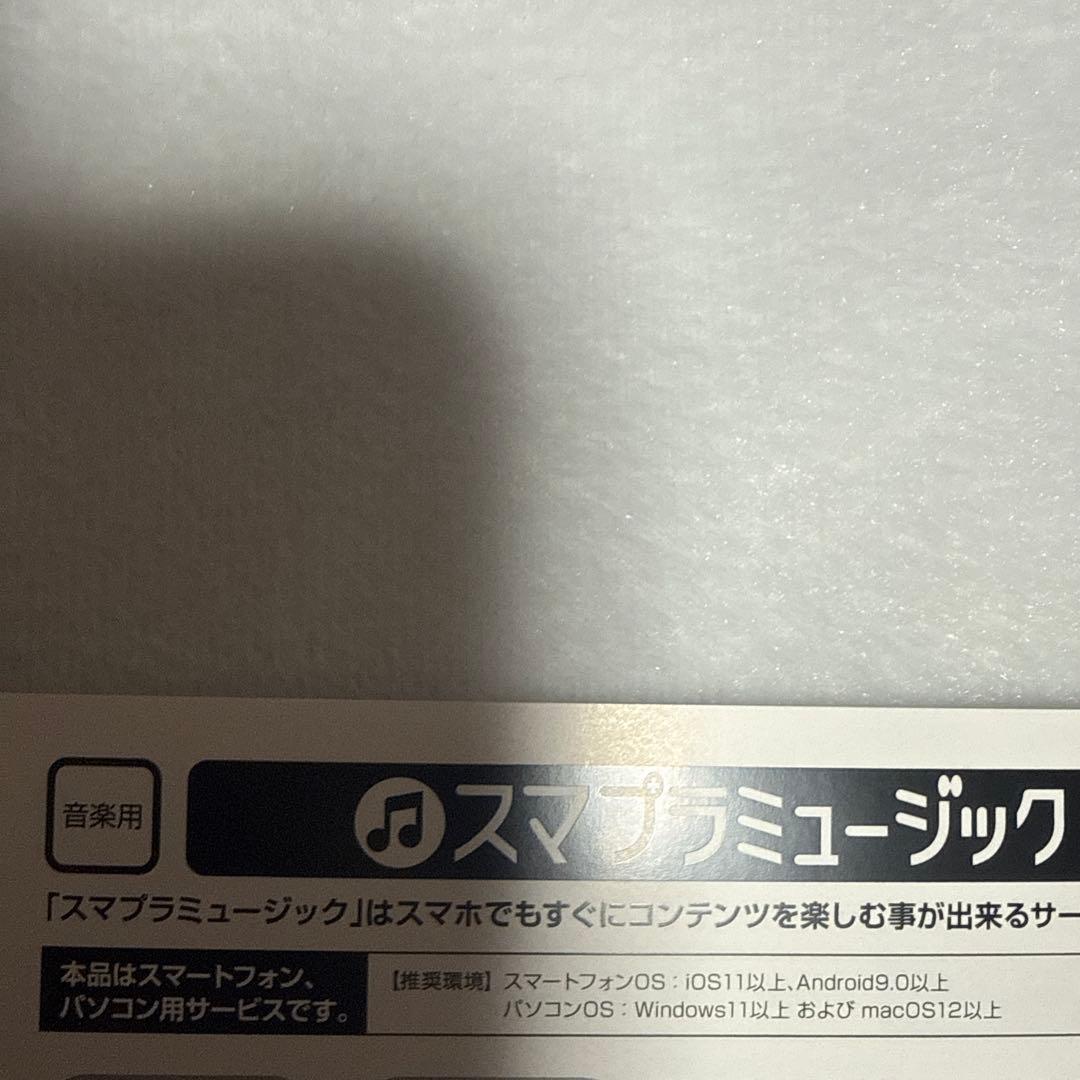 音楽用
スマプラミュージック
「スマプラミュージック」はスマホでもすぐにコンテンツを楽しむ事が出来るサー
本品はスマートフォン、
パソコン用サービスです。
【推奨環境】 スマートフォンOS：iOS11以上、Android9.0以上
パソコンOS：Windows11以上 および macOS12以上